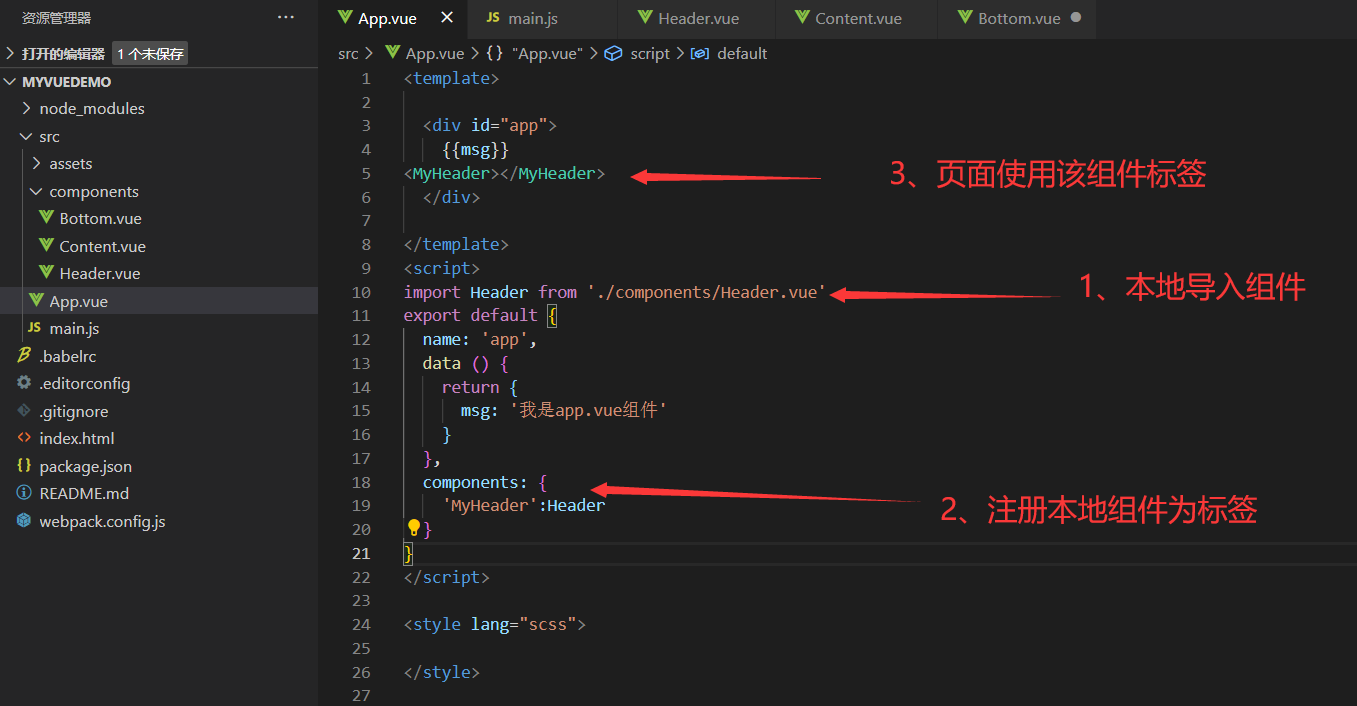 资源管理器 ···
打开的编辑器 1 个未保存
MYVUEDEMO
node_modules
src
assets
components
Bottom.vue
Content.vue
Header.vue
App.vue
JS main.js
.babelrc
.editorconfig
.gitignore
index.html
package.json
README.md
webpack.config.js
App.vue JS main.js Header.vue Content.vue Bottom.vue
src > App.vue > {} "App.vue" > script > default
1 <template>
2
3 <div id="app">
4 {{msg}}
5 <MyHeader></MyHeader>
3、页面使用该组件标签
6 </div>
7
8 </template>
9 <script>
10 import Header from './components/Header.vue'
1、本地导入组件
11 export default {
12 name: 'app',
13 data () {
14 return {
15 msg: '我是app.vue组件'
16 }
17 },
18 components: {
19 'MyHeader':Header
2、注册本地组件为标签
20 }
21 }
22 </script>
23
24 <style lang="scss">
25
26 </style>
27